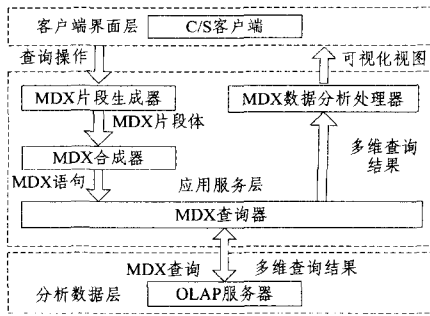 客户端界面层
C/S客户端
查询操作
可视化视图
MDX片段生成器
MDX数据分析处理器
MDX片段体
MDX合成器
多维查询
结果
MDX语句
应用服务层
MDX查询器
MDX查询
多维查询结果
分析数据层
OLAP服务器